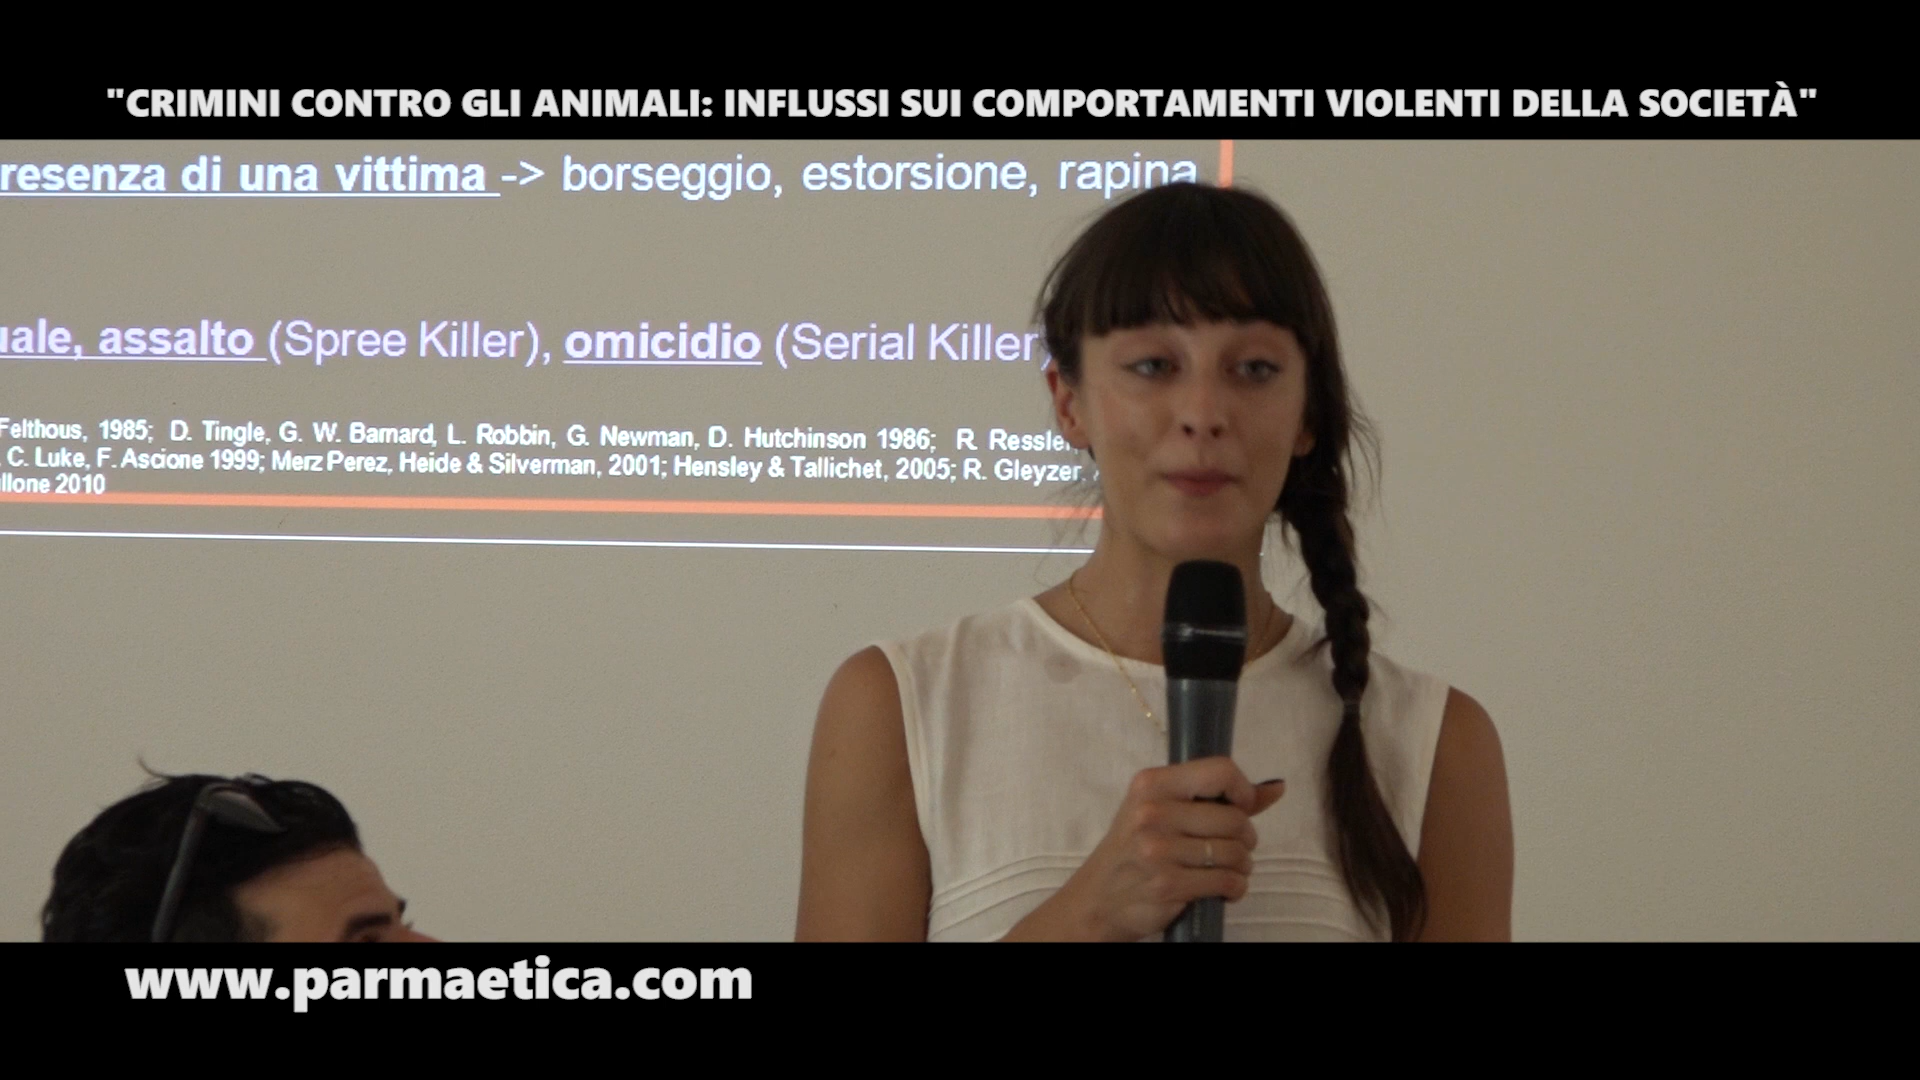 "CRIMINI CONTRO GLI ANIMALI: INFLUSSI SUI COMPORTAMENTI VIOLENTI DELLA SOCIETÀ"
resenza di una vittima -> borseggio, estorsione, rapina
uale, assalto (Spree Killer), omicidio (Serial Killer)
Felthous, 1985; D. Tingle, G. W. Barnard, L. Robbin, G. Newman, D. Hutchinson 1986; R. Ressler
C. Luke, F. Ascione 1999; Merz Perez, Heide & Silverman, 2001; Hensley & Tallichet, 2005; R. Gleyzer,
llone 2010
www.parmaetica.com